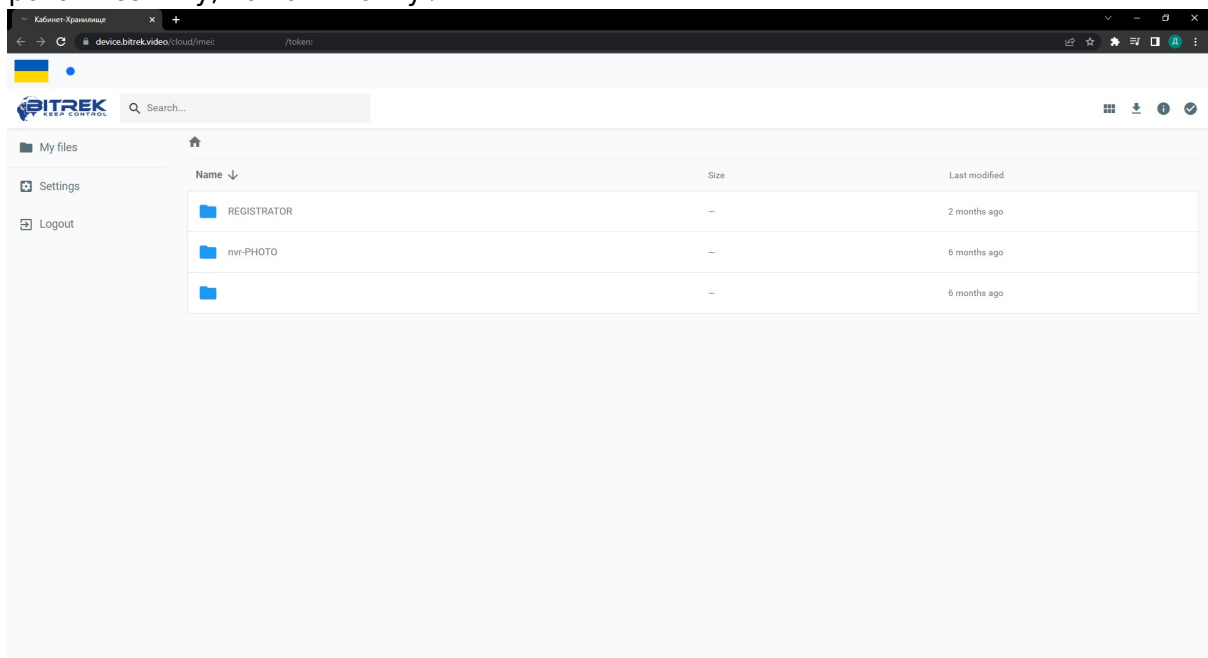 Кабинет-Хранилище
device.bitrek.video/cloud/imei: /token:
Д
BITREK
KEEP CONTROL
Search...
My files
Settings
Logout
Name Size Last modified
REGISTRATOR – 2 months ago
nvr-PHOTO – 6 months ago
– 6 months ago